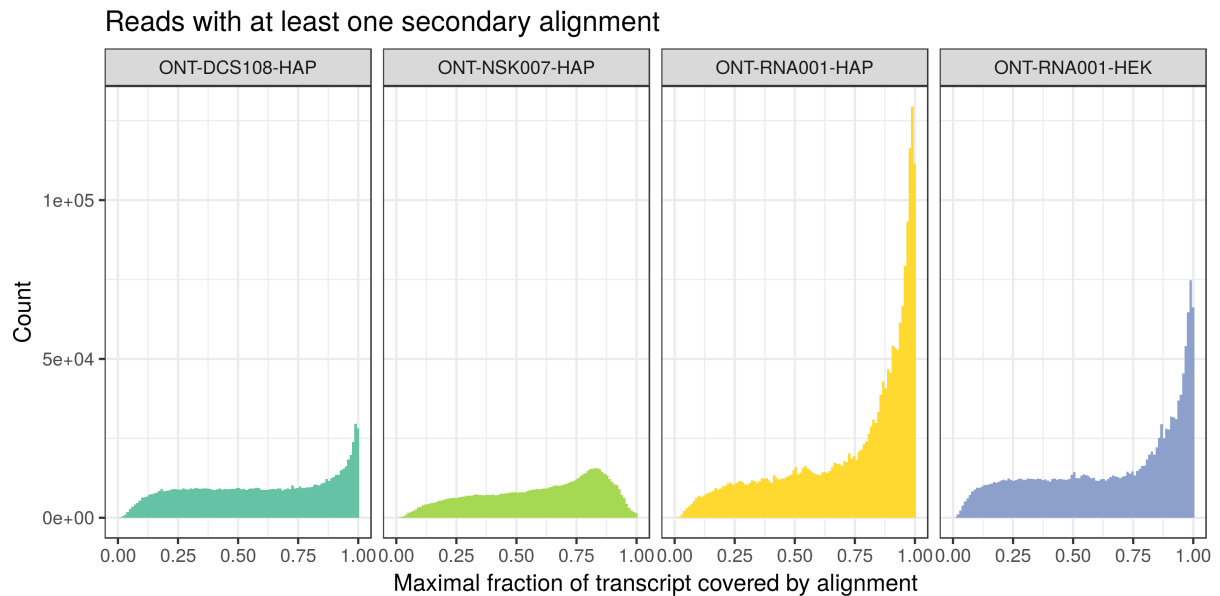 Reads with at least one secondary alignment
ONT-DCS108-HAP ONT-NSK007-HAP ONT-RNA001-HAP ONT-RNA001-HEK
1e+05
5e+04
0e+00
Count
0.00 0.25 0.50 0.75 1.00 0.00 0.25 0.50 0.75 1.00 0.00 0.25 0.50 0.75 1.00 0.00 0.25 0.50 0.75 1.00
Maximal fraction of transcript covered by alignment